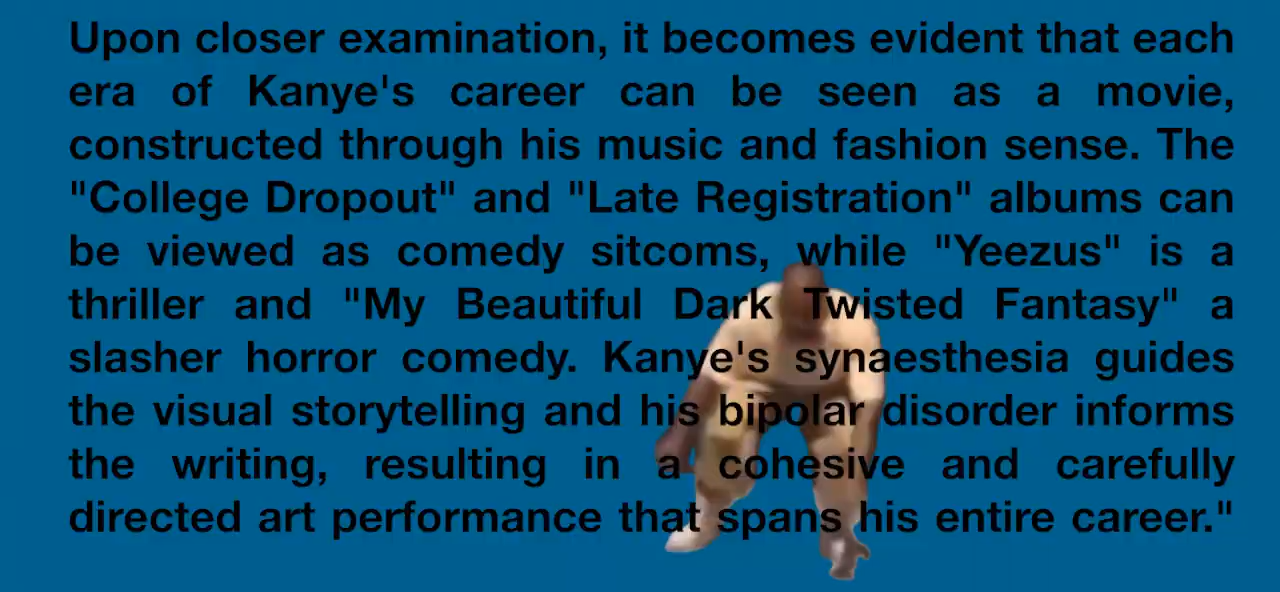 Upon closer examination, it becomes evident that each
era of Kanye's career can be seen as a movie,
constructed through his music and fashion sense. The
"College Dropout" and "Late Registration" albums can
be viewed as comedy sitcoms, while "Yeezus" is a
thriller and "My Beautiful Dark Twisted Fantasy" a
slasher horror comedy. Kanye's synaesthesia guides
the visual storytelling and his bipolar disorder informs
the writing, resulting in a cohesive and carefully
directed art performance that spans his entire career."